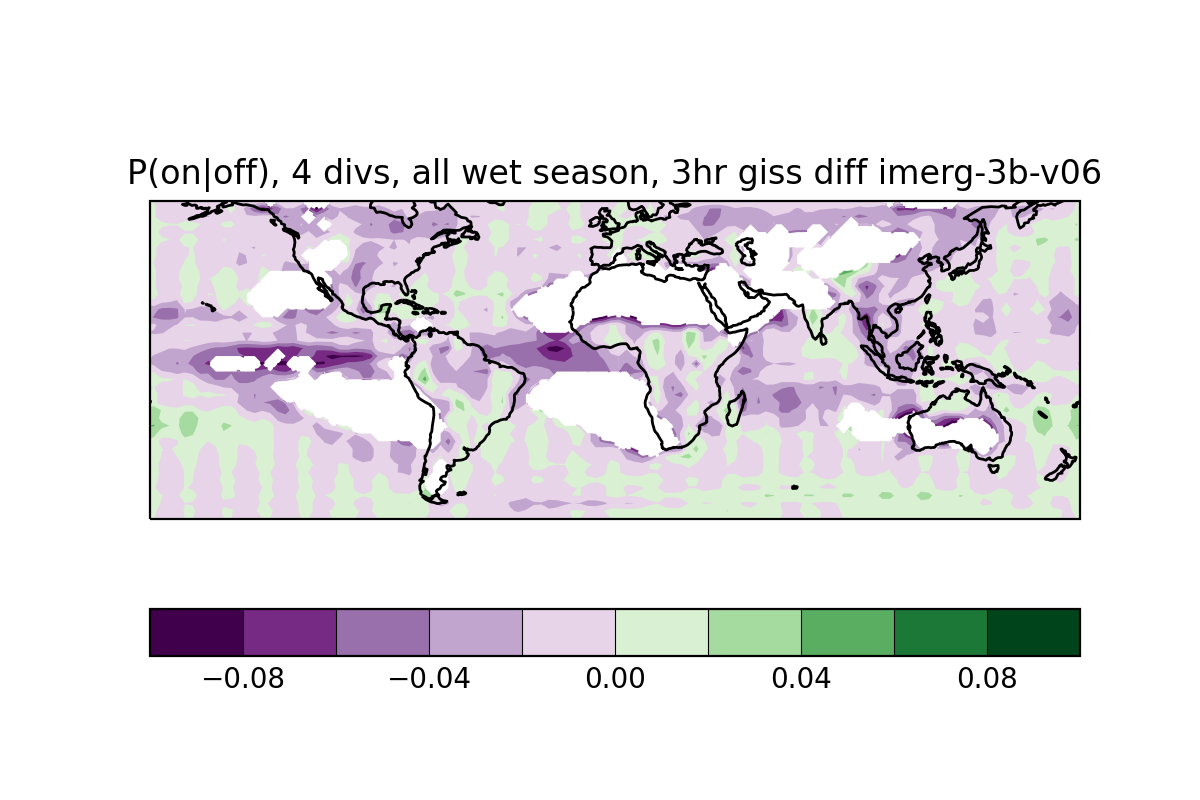 P(on|off), 4 divs, all wet season, 3hr giss diff imerg-3b-v06
−0.08 −0.04 0.00 0.04 0.08